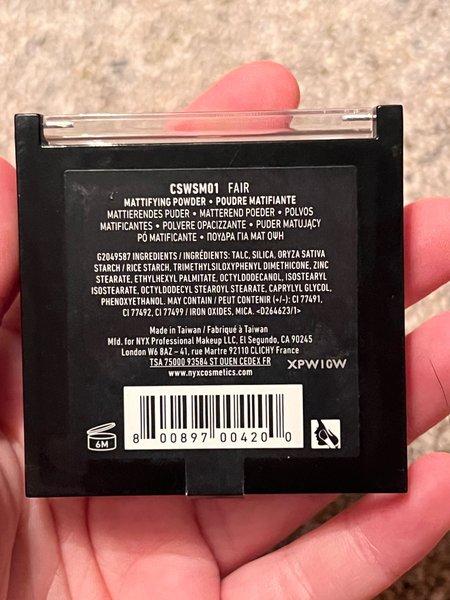 CSWSM01 FAIR
MATTIFYING POWDER • POUDRE MATIFIANTE
MATTIERENDES PUDER • MATTEREND POEDER • POLVOS
MATIFICANTES • POLVERE OPACIZZANTE • PUDER MATUJĄCY
PÓ MATIFICANTE • ΠΟΥΔΡΑ ΓΙΑ ΜΑΤ ΟΨΗ
G2049587 INGREDIENTS / INGRÉDIENTS: TALC, SILICA, ORYZA SATIVA
STARCH / RICE STARCH, TRIMETHYLSILOXYPHENYL DIMETHICONE, ZINC
STEARATE, ETHYLHEXYL PALMITATE, OCTYLDODECANOL, ISOSTEARYL
ISOSTEARATE, OCTYLDODECYL STEAROYL STEARATE, CAPRYLYL GLYCOL,
PHENOXYETHANOL. MAY CONTAIN / PEUT CONTENIR (+/-): CI 77491,
CI 77492, CI 77499 / IRON OXIDES, MICA. <D264623/1>
Made in Taiwan / Fabriqué à Taiwan
Mfd. for NYX Professional Makeup LLC, El Segundo, CA 90245
London W6 8AZ – 41, rue Martre 92110 CLICHY France
TSA 75000 93584 ST OUEN CEDEX FR
www.nyxcosmetics.com
XPW10W
6M
8 00897 00420 0